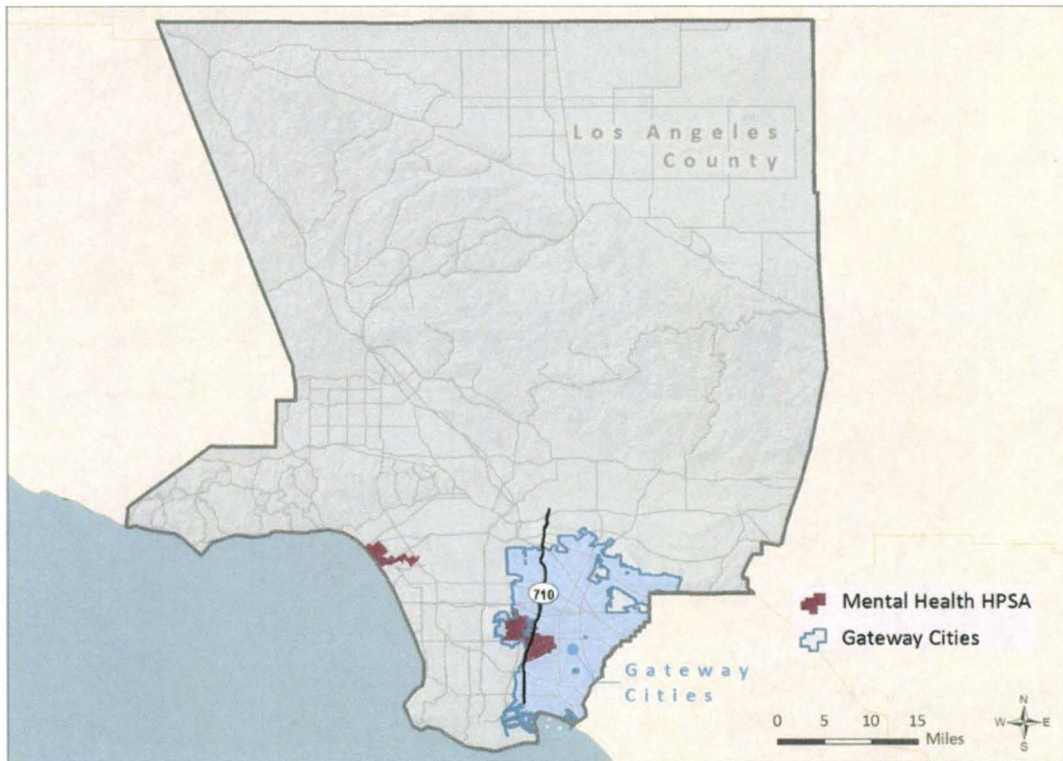 Los Angeles
County
710
Mental Health HPSA
Gateway Cities
Gateway
Cities
N
W E
S
0 5 10 15
Miles